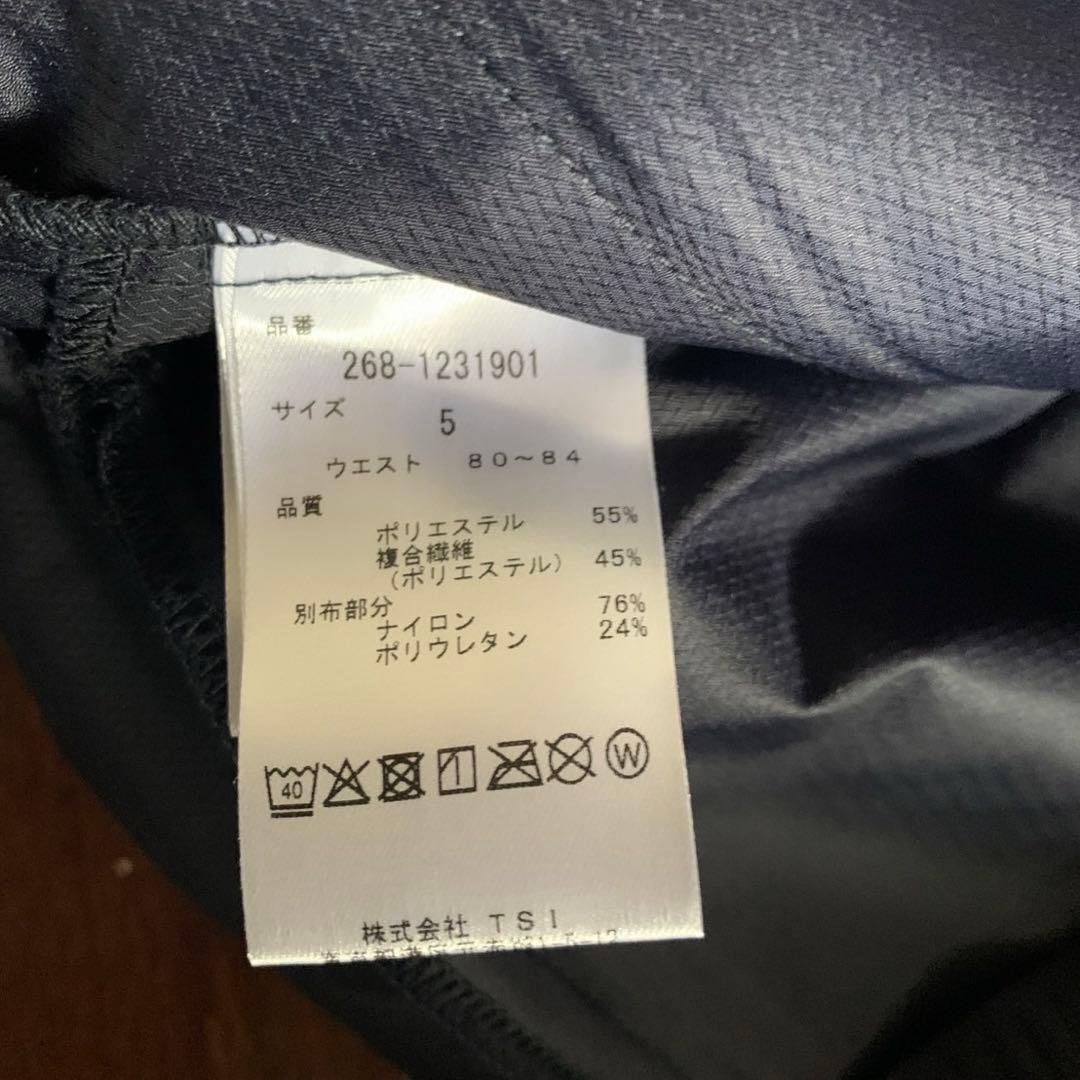 品番
268-1231901
サイズ
5
ウエスト 80～84
品質
ポリエステル 55%
複合繊維
(ポリエステル) 45%
別布部分
ナイロン 76%
ポリウレタン 24%
40
W
株式会社 TSI